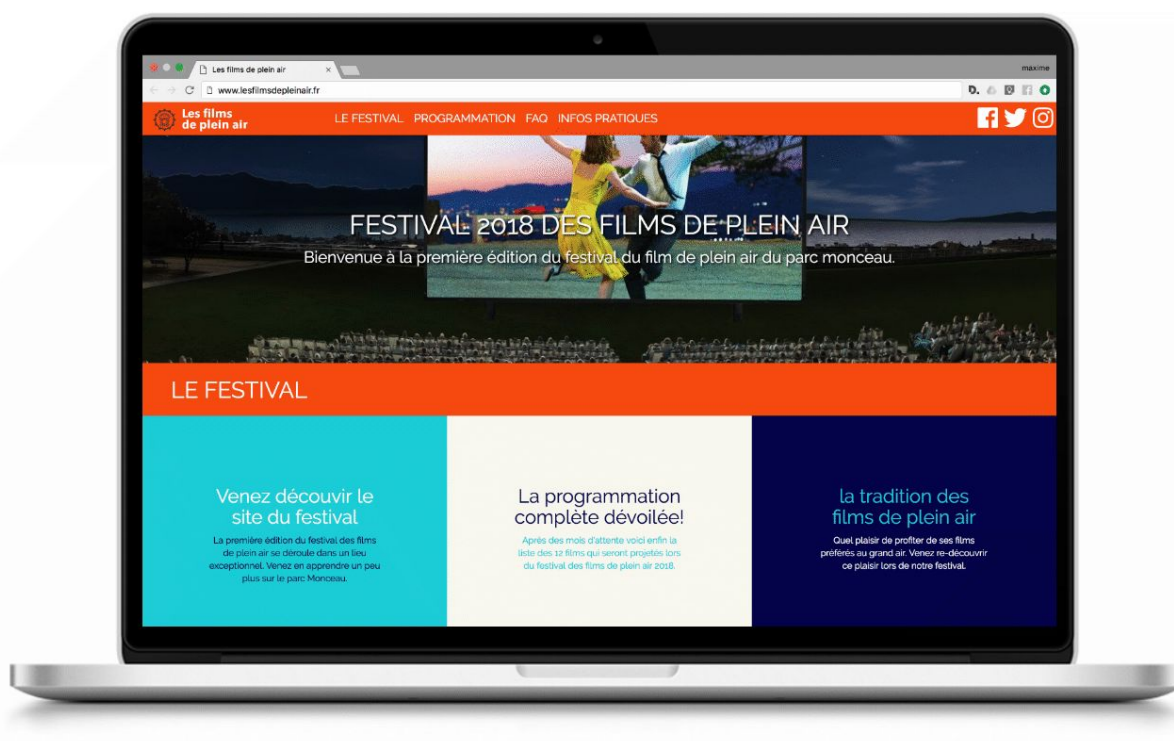 Les films de plein air
maxime
www.lesfilmsdepleinair.fr
D.
Les films
de plein air
LE FESTIVAL PROGRAMMATION FAQ INFOS PRATIQUES
FESTIVAL 2018 DES FILMS DE PLEIN AIR
Bienvenue à la première édition du festival du film de plein air du parc monceau.
LE FESTIVAL
Venez découvir le
site du festival
La première édition du festival des films
de plein air se déroule dans un lieu
exceptionnel. Venez en apprendre un peu
plus sur le parc Monceau.
La programmation
complète dévoilée!
Après des mois d'attente voici enfin la
liste des 12 films qui seront projetés lors
du festival des films de plein air 2018.
la tradition des
films de plein air
Quel plaisir de profiter de ses films
préférés au grand air. Venez re-découvrir
ce plaisir lors de notre festival.